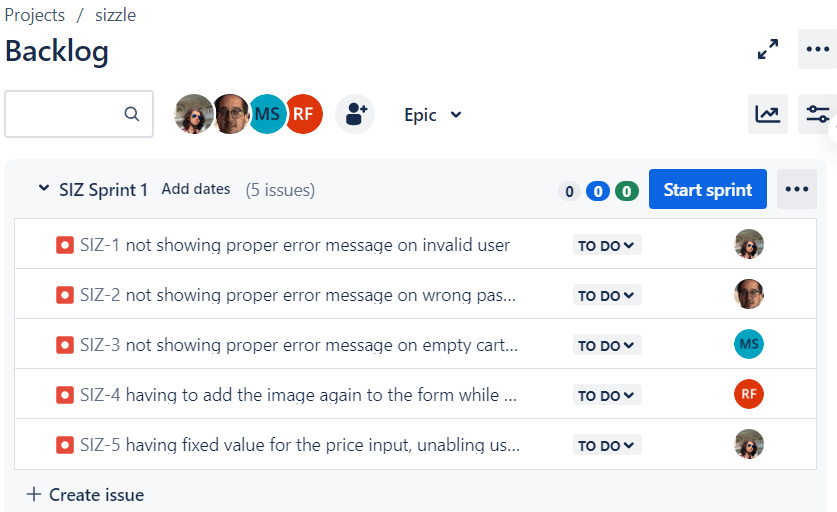 Projects / sizzle
Backlog
MS RF Epic
SIZ Sprint 1 Add dates (5 issues) 0 0 0 Start sprint
SIZ-1 not showing proper error message on invalid user TO DO
SIZ-2 not showing proper error message on wrong pas... TO DO
SIZ-3 not showing proper error message on empty cart... TO DO MS
SIZ-4 having to add the image again to the form while ... TO DO RF
SIZ-5 having fixed value for the price input, unabling us... TO DO
+ Create issue